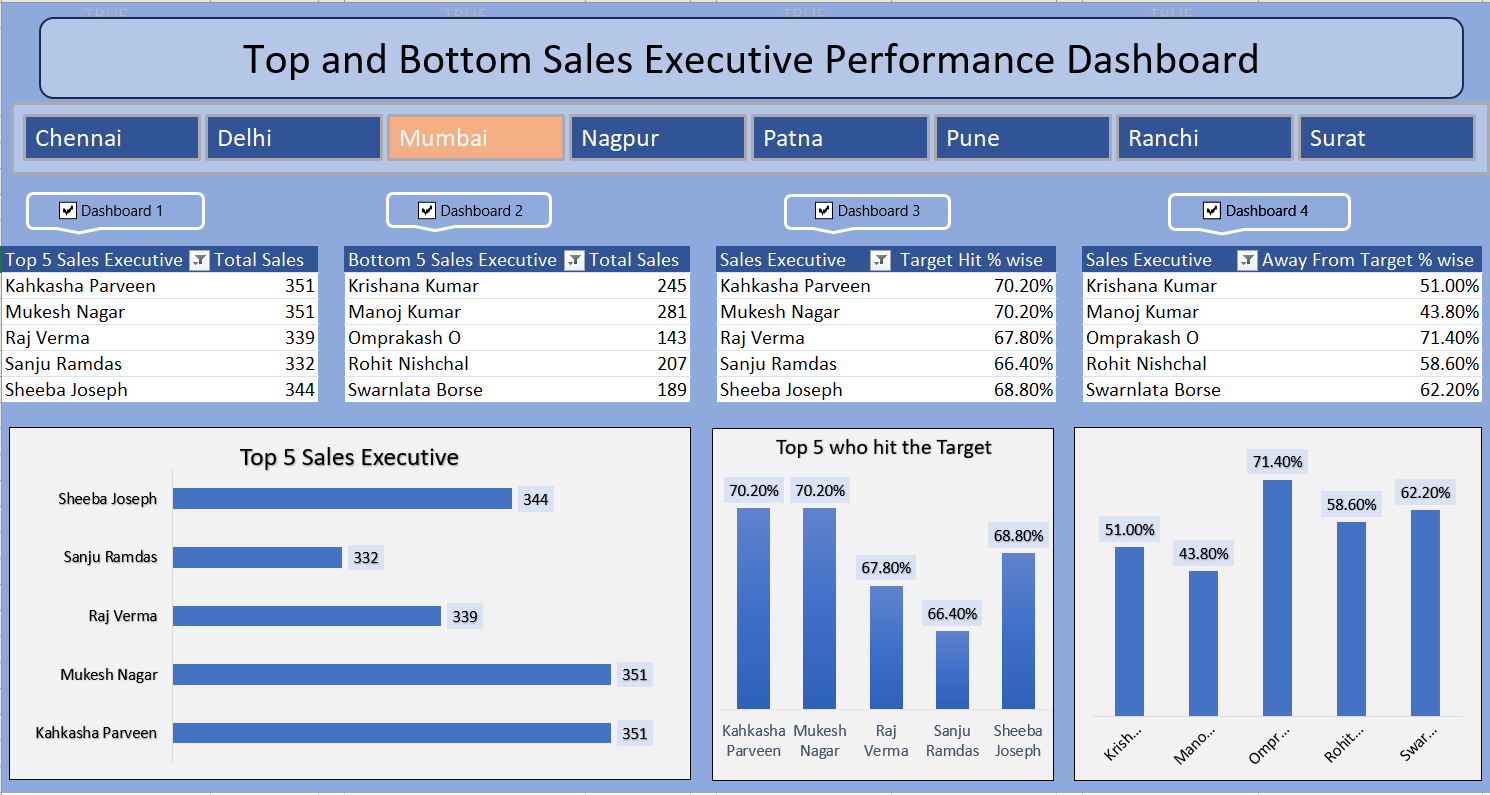 TRUE TRUE TRUE TRUE
Top and Bottom Sales Executive Performance Dashboard
Chennai Delhi Mumbai Nagpur Patna Pune Ranchi Surat
Dashboard 1 Dashboard 2 Dashboard 3 Dashboard 4
Top 5 Sales Executive Total Sales Bottom 5 Sales Executive Total Sales Sales Executive Target Hit % wise Sales Executive Away From Target % wise
Kahkasha Parveen 351 Krishana Kumar 245 Kahkasha Parveen 70.20% Krishana Kumar 51.00%
Mukesh Nagar 351 Manoj Kumar 281 Mukesh Nagar 70.20% Manoj Kumar 43.80%
Raj Verma 339 Omprakash O 143 Raj Verma 67.80% Omprakash O 71.40%
Sanju Ramdas 332 Rohit Nishchal 207 Sanju Ramdas 66.40% Rohit Nishchal 58.60%
Sheeba Joseph 344 Swarnlata Borse 189 Sheeba Joseph 68.80% Swarnlata Borse 62.20%
Top 5 Sales Executive
Sheeba Joseph 344
Sanju Ramdas 332
Raj Verma 339
Mukesh Nagar 351
Kahkasha Parveen 351
Top 5 who hit the Target
70.20% 70.20% 67.80% 66.40% 68.80%
Kahkasha Mukesh Raj Sanju Sheeba
Parveen Nagar Verma Ramdas Joseph
51.00% 43.80% 71.40% 58.60% 62.20%
Krish... Mano... Ompr... Rohit... Swar...